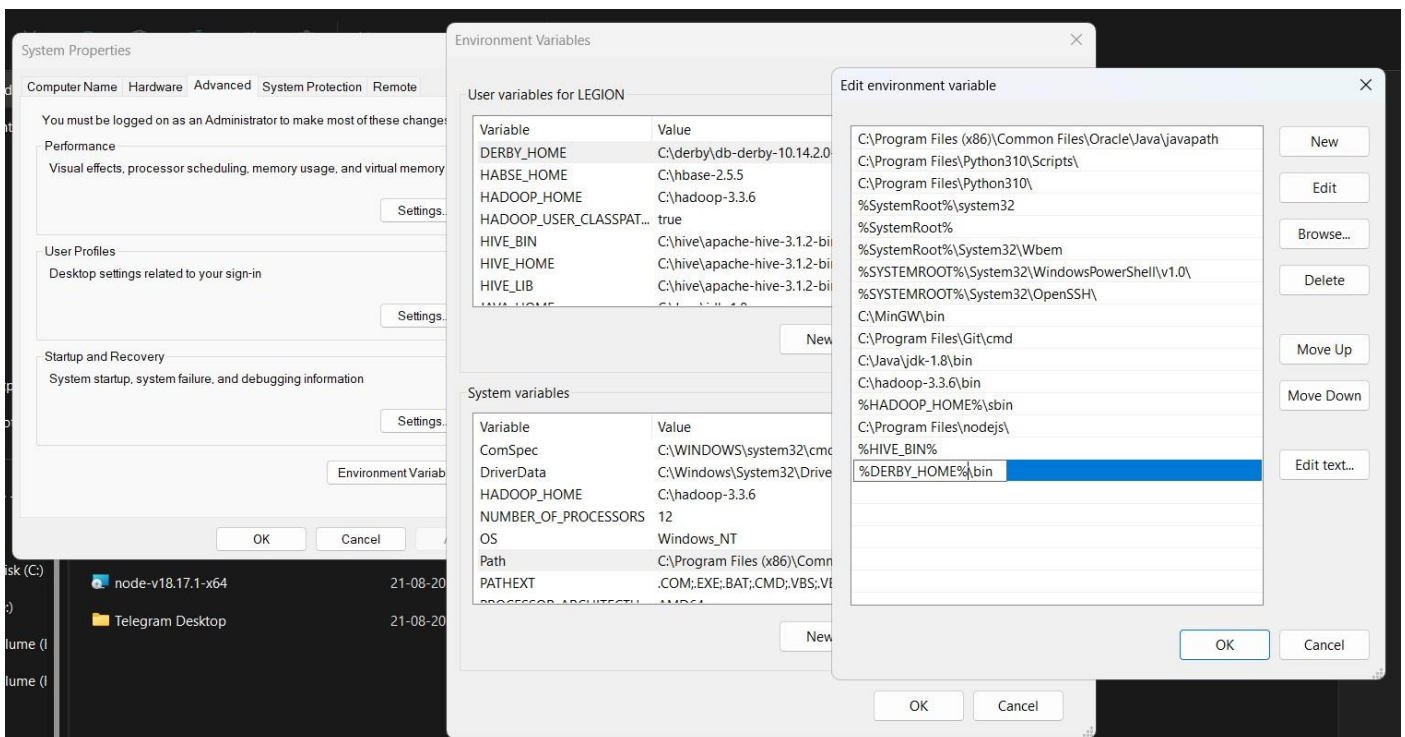 System Properties
Computer Name Hardware Advanced System Protection Remote
You must be logged on as an Administrator to make most of these changes
Performance
Visual effects, processor scheduling, memory usage, and virtual memory
Settings..
User Profiles
Desktop settings related to your sign-in
Settings..
Startup and Recovery
System startup, system failure, and debugging information
Settings..
Environment Variab
OK Cancel
isk (C:)
node-v18.17.1-x64 21-08-20
:)
Telegram Desktop 21-08-20
lume (
lume (
Environment Variables
User variables for LEGION
Variable Value
DERBY_HOME C:\derby\db-derby-10.14.2.0-
HABSE_HOME C:\hbase-2.5.5
HADOOP_HOME C:\hadoop-3.3.6
HADOOP_USER_CLASSPAT... true
HIVE_BIN C:\hive\apache-hive-3.1.2-bi
HIVE_HOME C:\hive\apache-hive-3.1.2-bi
HIVE_LIB C:\hive\apache-hive-3.1.2-bi
New
System variables
Variable Value
ComSpec C:\WINDOWS\system32\cmd
DriverData C:\Windows\System32\Drive
HADOOP_HOME C:\hadoop-3.3.6
NUMBER_OF_PROCESSORS 12
OS Windows_NT
Path C:\Program Files (x86)\Comm
PATHEXT .COM;.EXE;.BAT;.CMD;.VBS;.VB
New
OK Cancel
Edit environment variable
C:\Program Files (x86)\Common Files\Oracle\Java\javapath
C:\Program Files\Python310\Scripts\
C:\Program Files\Python310\
%SystemRoot%\system32
%SystemRoot%
%SystemRoot%\System32\Wbem
%SYSTEMROOT%\System32\WindowsPowerShell\v1.0\
%SYSTEMROOT%\System32\OpenSSH\
C:\MinGW\bin
C:\Program Files\Git\cmd
C:\Java\jdk-1.8\bin
C:\hadoop-3.3.6\bin
%HADOOP_HOME%\sbin
C:\Program Files\nodejs\
%HIVE_BIN%
%DERBY_HOME%\bin
New
Edit
Browse...
Delete
Move Up
Move Down
Edit text...
OK Cancel